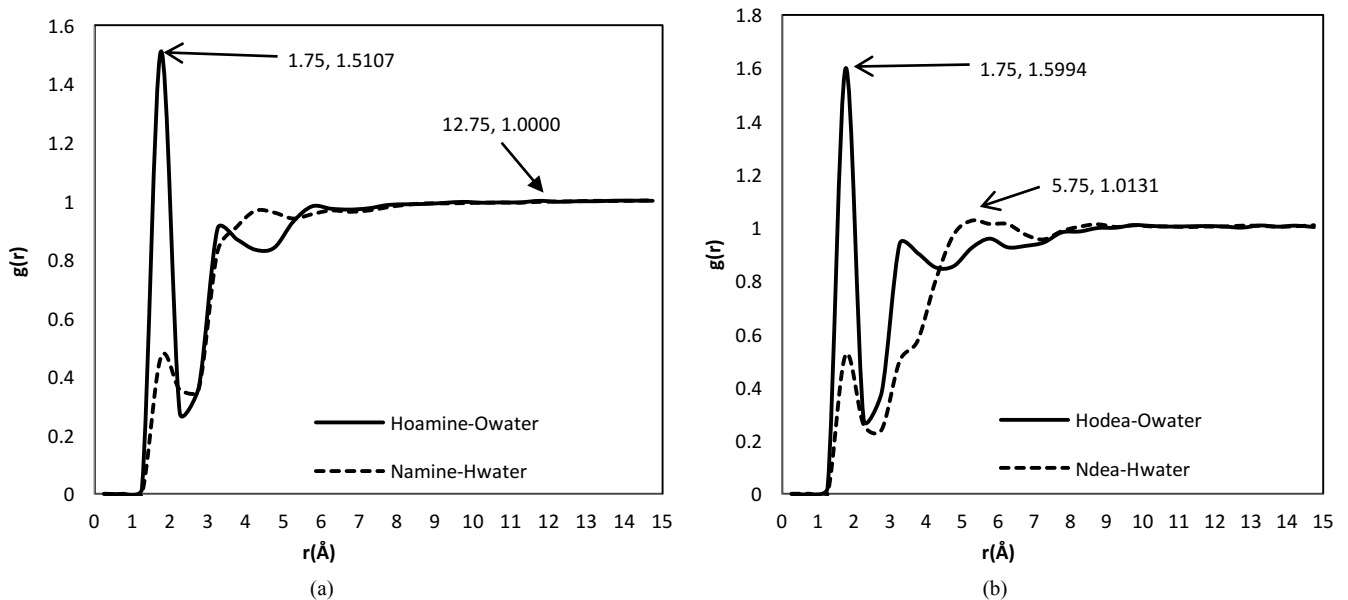 1.6
1.4
1.2
1
0.8
0.6
0.4
0.2
0
g(r)
1.75, 1.5107
12.75, 1.0000
Hoamine-Owater
Namine-Hwater
0 1 2 3 4 5 6 7 8 9 10 11 12 13 14 15
r(Å)
(a)
1.8
1.6
1.4
1.2
1
0.8
0.6
0.4
0.2
0
g(r)
1.75, 1.5994
5.75, 1.0131
Hodea-Owater
Ndea-Hwater
0 1 2 3 4 5 6 7 8 9 10 11 12 13 14 15
r(Å)
(b)